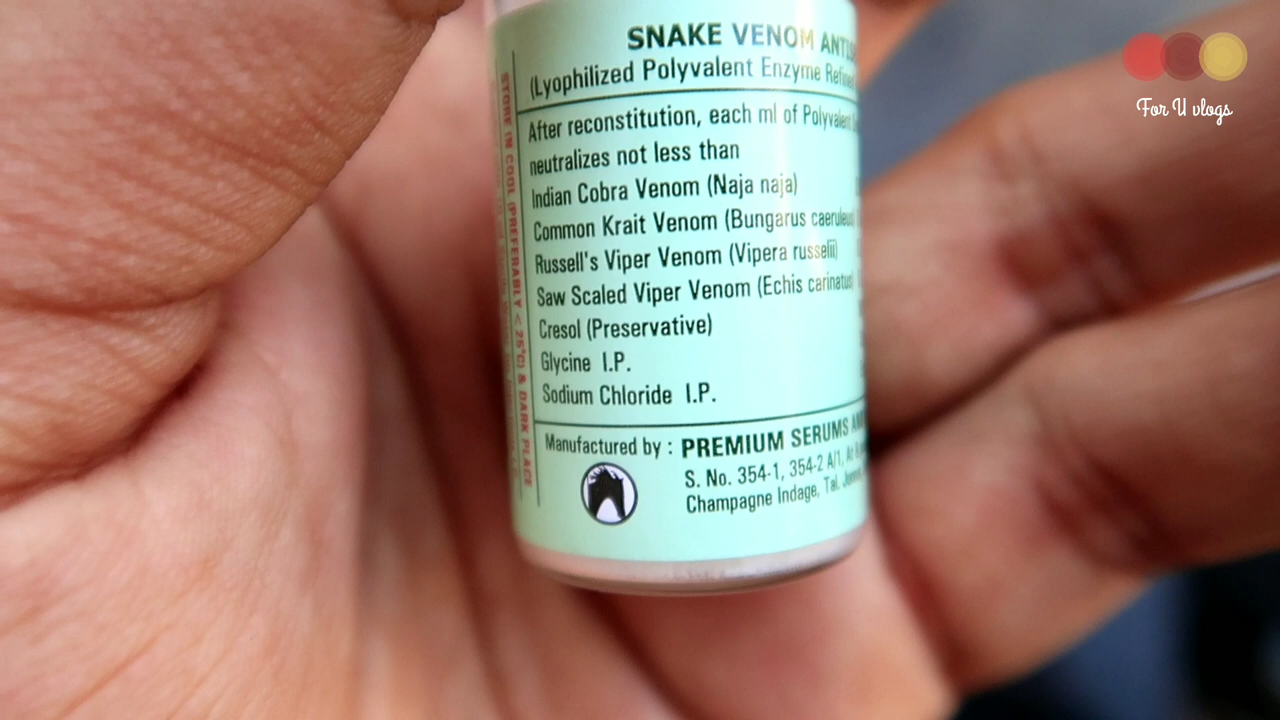 SNAKE VENOM
(Lyophilized Polyvalent Enzyme Refined
After reconstitution, each ml of Polyvalent
neutralizes not less than
Indian Cobra Venom (Naja naja)
Common Krait Venom (Bungarus caeruleus)
Russell's Viper Venom (Vipera russelii)
Saw Scaled Viper Venom (Echis carinatus)
Cresol (Preservative)
Glycine I.P.
Sodium Chloride I.P.
Manufactured by : PREMIUM SERUMS
S. No. 354-1, 354-2 A/1, At
Champagne Indage, Tal.
STORE IN COOL (PREFERABLY < 25°C) & DARK PLACE
For U vlogs